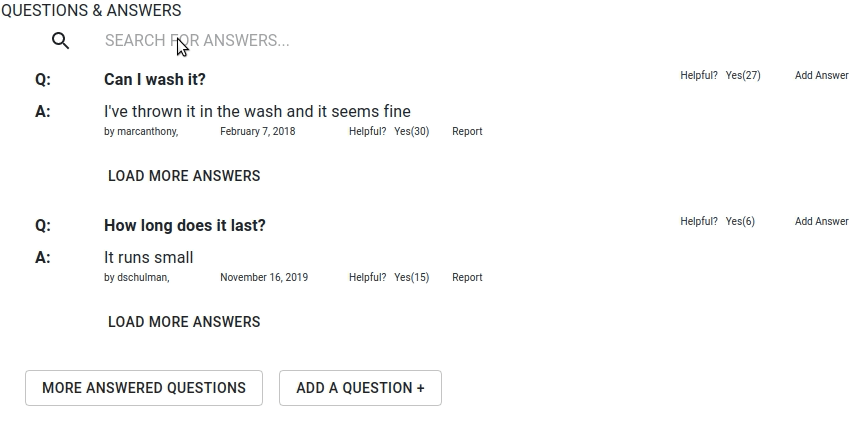 QUESTIONS & ANSWERS
SEARCH FOR ANSWERS...
Q: Can I wash it? Helpful? Yes(27) Add Answer
A: I've thrown it in the wash and it seems fine
by marcanthony, February 7, 2018 Helpful? Yes(30) Report
LOAD MORE ANSWERS
Q: How long does it last? Helpful? Yes(6) Add Answer
A: It runs small
by dschulman, November 16, 2019 Helpful? Yes(15) Report
LOAD MORE ANSWERS
MORE ANSWERED QUESTIONS ADD A QUESTION +